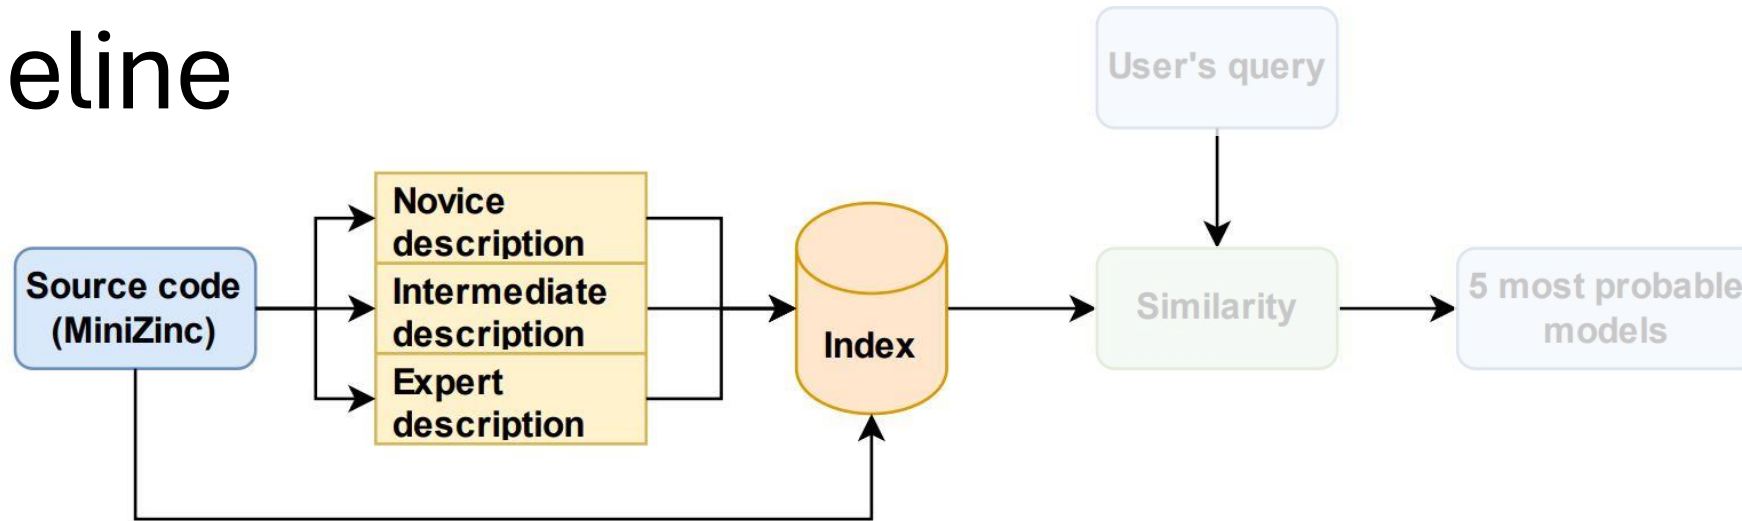 eline
User's query
Novice
description
Source code
(MiniZinc)
Intermediate
description
Expert
description
Index
Similarity
5 most probable
models